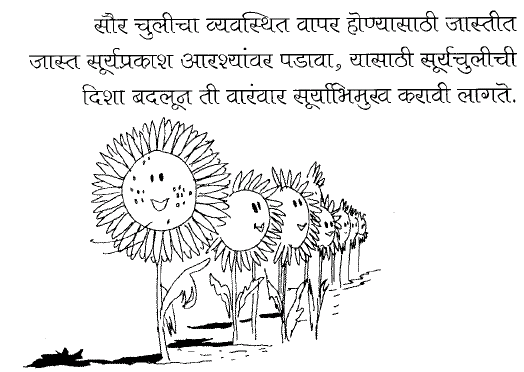 सौर चुलीचा व्यवस्थित वापर होण्यासाठी जास्तीत
जास्त सूर्यप्रकाश आरश्यांवर पडावा, यासाठी सूर्यचुलीची
दिशा बदलून ती वारंवार सूर्याभिमुख करावी लागते.